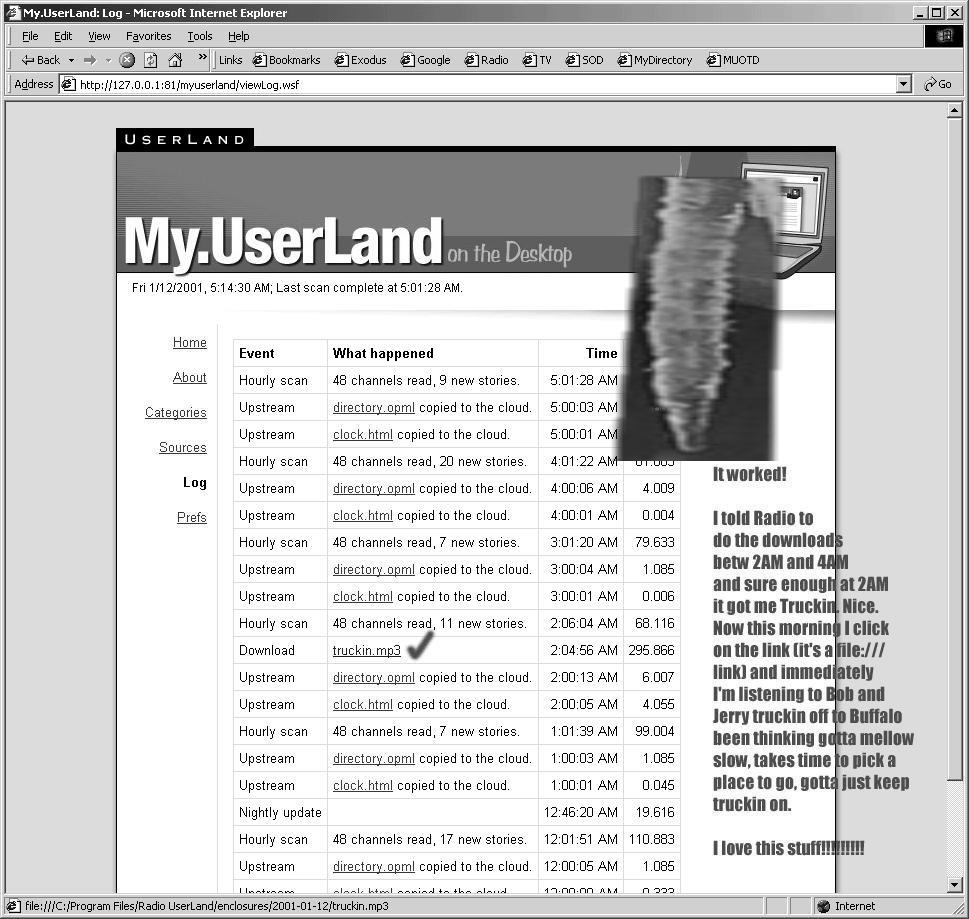 My.UserLand: Log - Microsoft Internet Explorer
File Edit View Favorites Tools Help
Back » Links Bookmarks Exodus Google Radio TV SOD MyDirectory MUOTD
Address http://127.0.0.1:81/myuserland/viewLog.wsf Go
USERLAND
My.UserLand on the Desktop
Fri 1/12/2001, 5:14:30 AM; Last scan complete at 5:01:28 AM.
Home
About
Categories
Sources
Log
Prefs
Event What happened Time
Hourly scan 48 channels read, 9 new stories. 5:01:28 AM
Upstream directory.opml copied to the cloud. 5:00:03 AM
Upstream clock.html copied to the cloud. 5:00:01 AM
Hourly scan 48 channels read, 20 new stories. 4:01:22 AM
Upstream directory.opml copied to the cloud. 4:00:06 AM 4.009
Upstream clock.html copied to the cloud. 4:00:01 AM 0.004
Hourly scan 48 channels read, 7 new stories. 3:01:20 AM 79.633
Upstream directory.opml copied to the cloud. 3:00:04 AM 1.085
Upstream clock.html copied to the cloud. 3:00:01 AM 0.006
Hourly scan 48 channels read, 11 new stories. 2:06:04 AM 68.116
Download truckin.mp3 2:04:56 AM 295.866
Upstream directory.opml copied to the cloud. 2:00:13 AM 6.007
Upstream clock.html copied to the cloud. 2:00:05 AM 4.055
Hourly scan 48 channels read, 7 new stories. 1:01:39 AM 99.004
Upstream directory.opml copied to the cloud. 1:00:03 AM 1.085
Upstream clock.html copied to the cloud. 1:00:01 AM 0.045
Nightly update 12:46:20 AM 19.616
Hourly scan 48 channels read, 17 new stories. 12:01:51 AM 110.883
Upstream directory.opml copied to the cloud. 12:00:05 AM 1.085
Upstream clock.html copied to the cloud. 12:00:00 AM 0.333
It worked!
I told Radio to
do the downloads
betw 2AM and 4AM
and sure enough at 2AM
it got me Truckin. Nice.
Now this morning I click
on the link (it's a file:///
link) and immediately
I'm listening to Bob and
Jerry truckin off to Buffalo
been thinking gotta mellow
slow, takes time to pick a
place to go, gotta just keep
truckin on.
I love this stuff!!!!!!!!!
file:///C:/Program Files/Radio UserLand/enclosures/2001-01-12/truckin.mp3 Internet